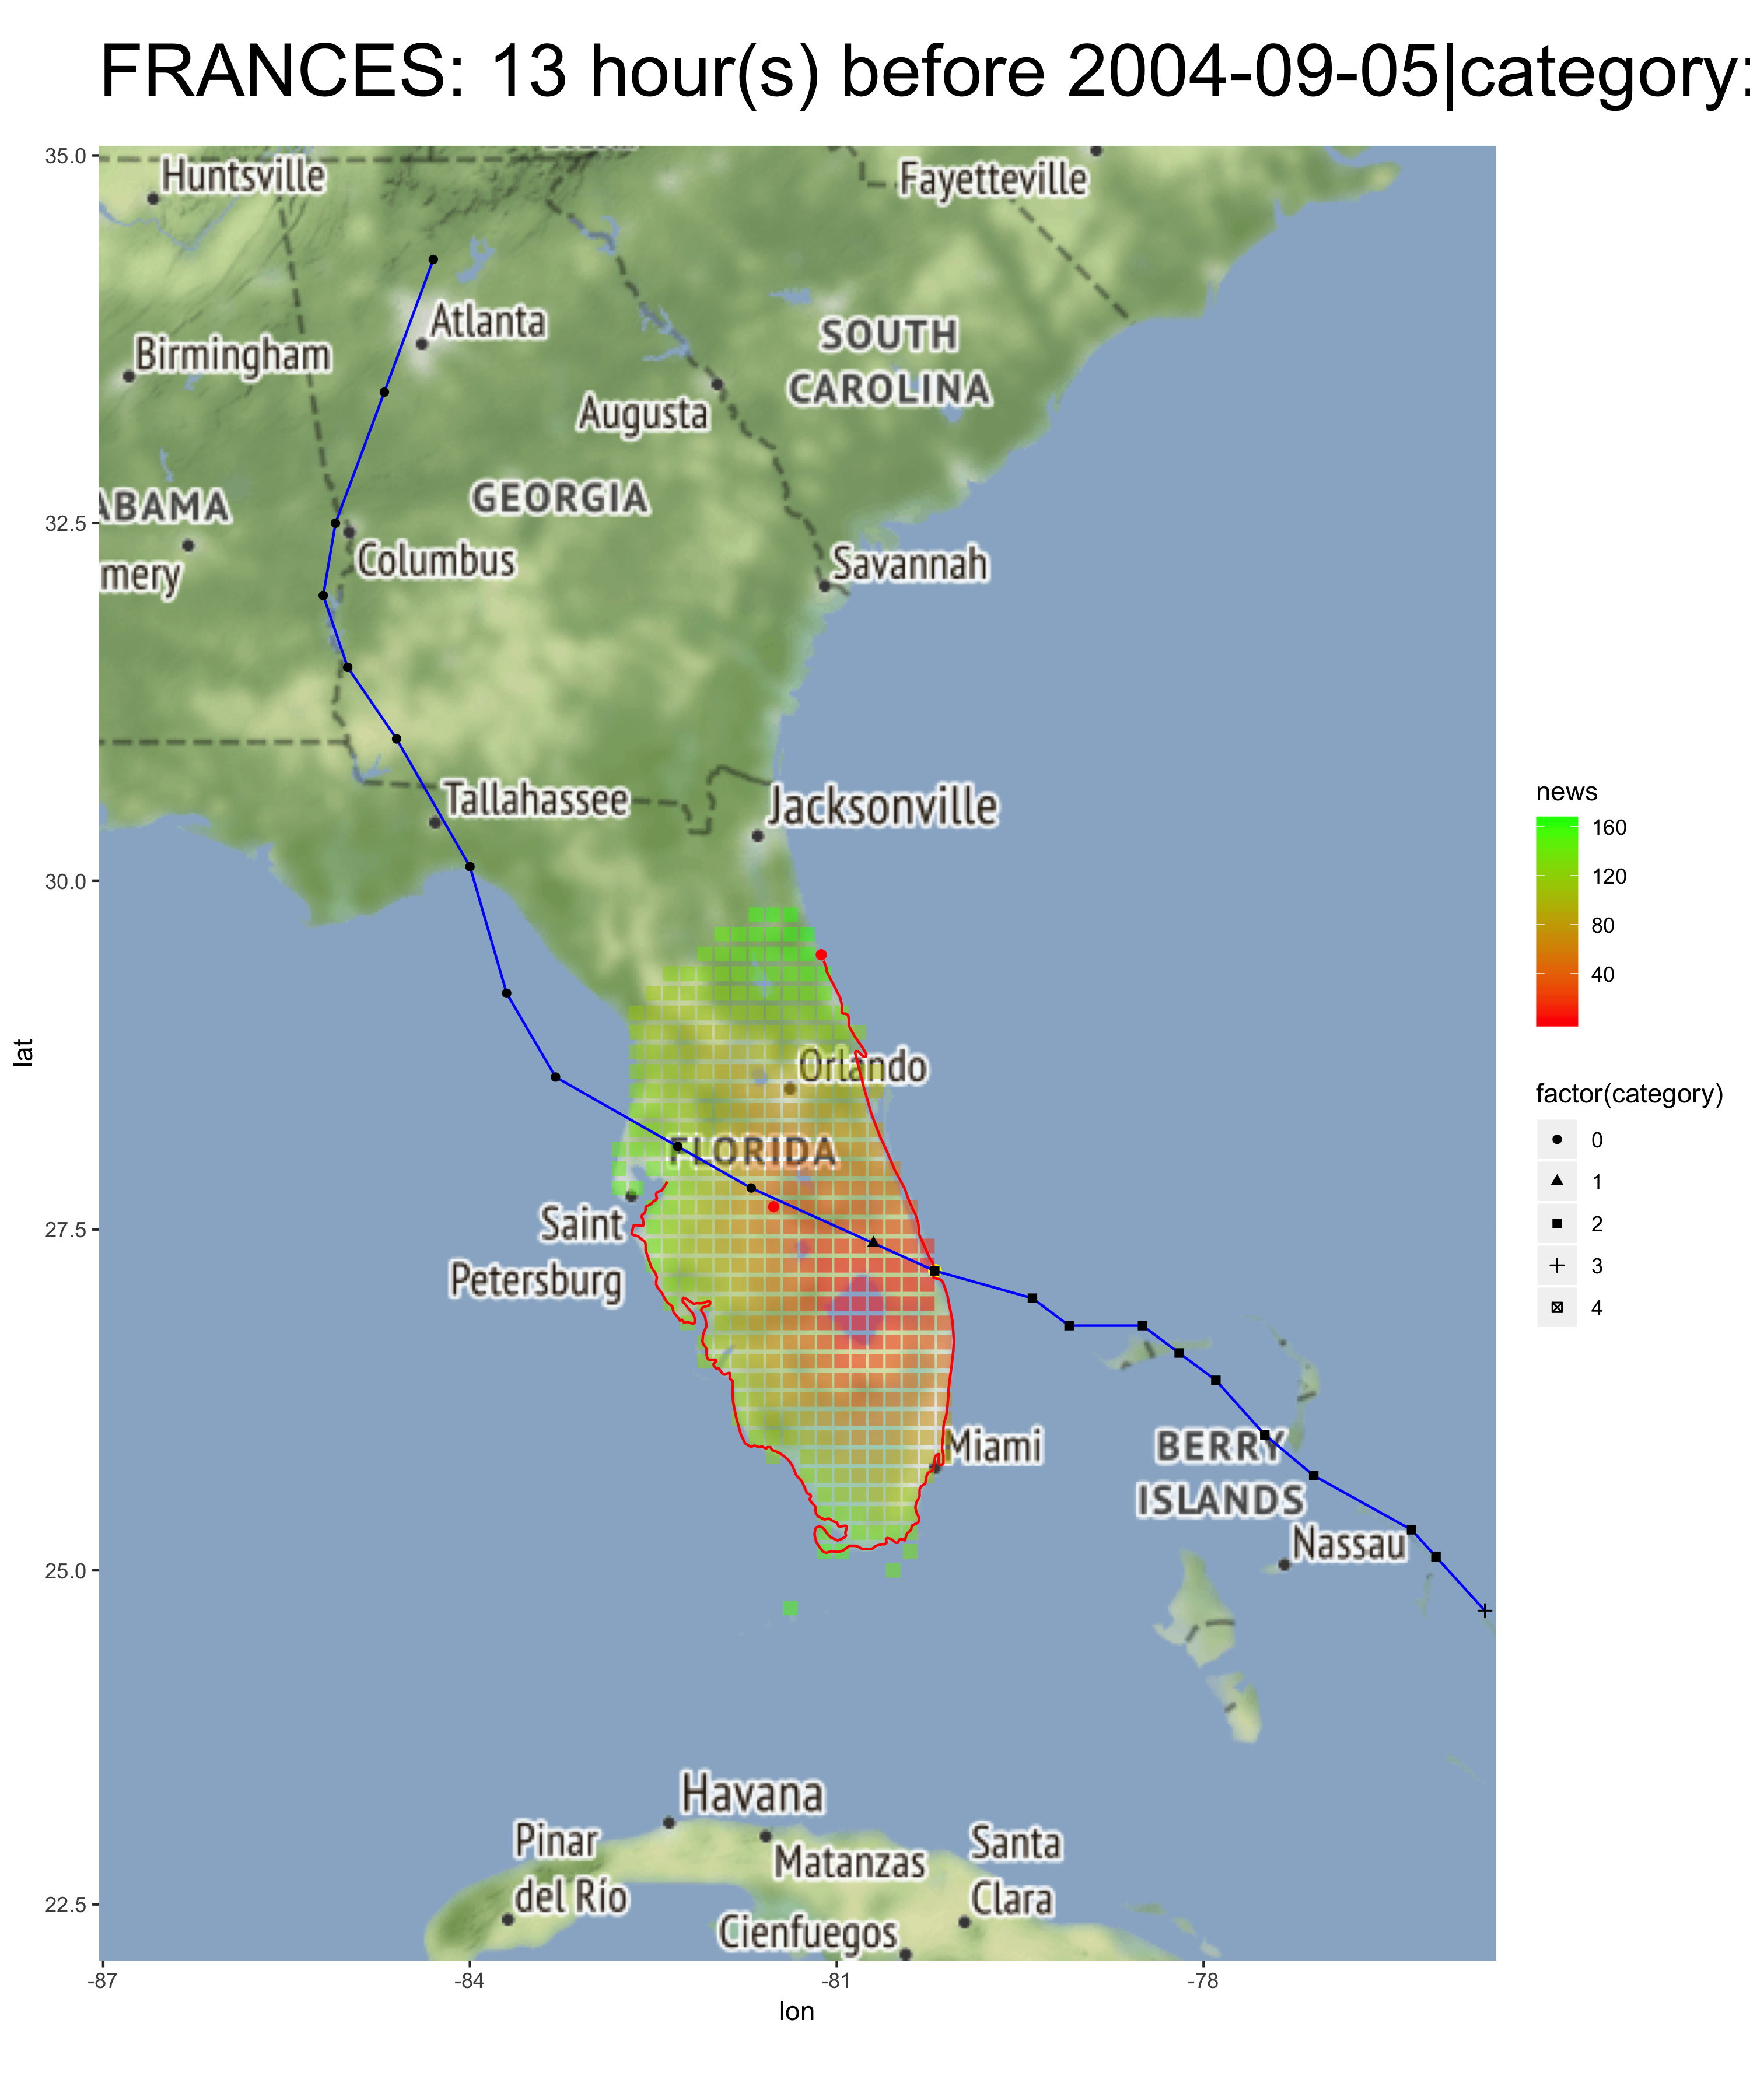 FRANCES: 13 hour(s) before 2004-09-05|category:
35.0
32.5
30.0
27.5
25.0
22.5
lat
-87
-84
-81
-78
lon
Huntsville
Fayetteville
Atlanta
Birmingham
SOUTH
CAROLINA
Augusta
GEORGIA
ABAMA
mery
Columbus
Savannah
Tallahassee
Jacksonville
Orlando
FLORIDA
Saint
Petersburg
Miami
BERRY
ISLANDS
Nassau
Havana
Pinar
del Río
Matanzas
Santa
Clara
Cienfuegos
news
160
120
80
40
factor(category)
0
1
2
3
4